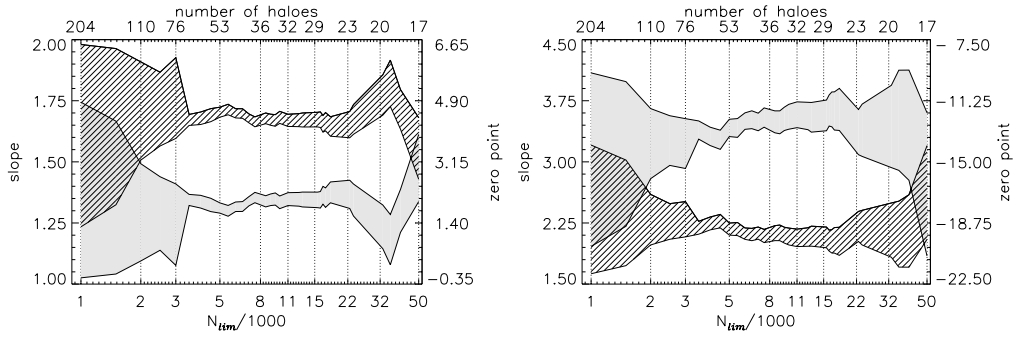 number of haloes
204 110 76 53 36 32 29 23 20 17
2.00
1.75
1.50
1.25
1.00
slope
6.65
4.90
3.15
1.40
−0.35
zero point
1 2 3 5 8 11 15 22 32 50
Nlim/1000
number of haloes
204 110 76 53 36 32 29 23 20 17
4.50
3.75
3.00
2.25
1.50
slope
− 7.50
−11.25
−15.00
−18.75
−22.50
zero point
1 2 3 5 8 11 15 22 32 50
Nlim/1000